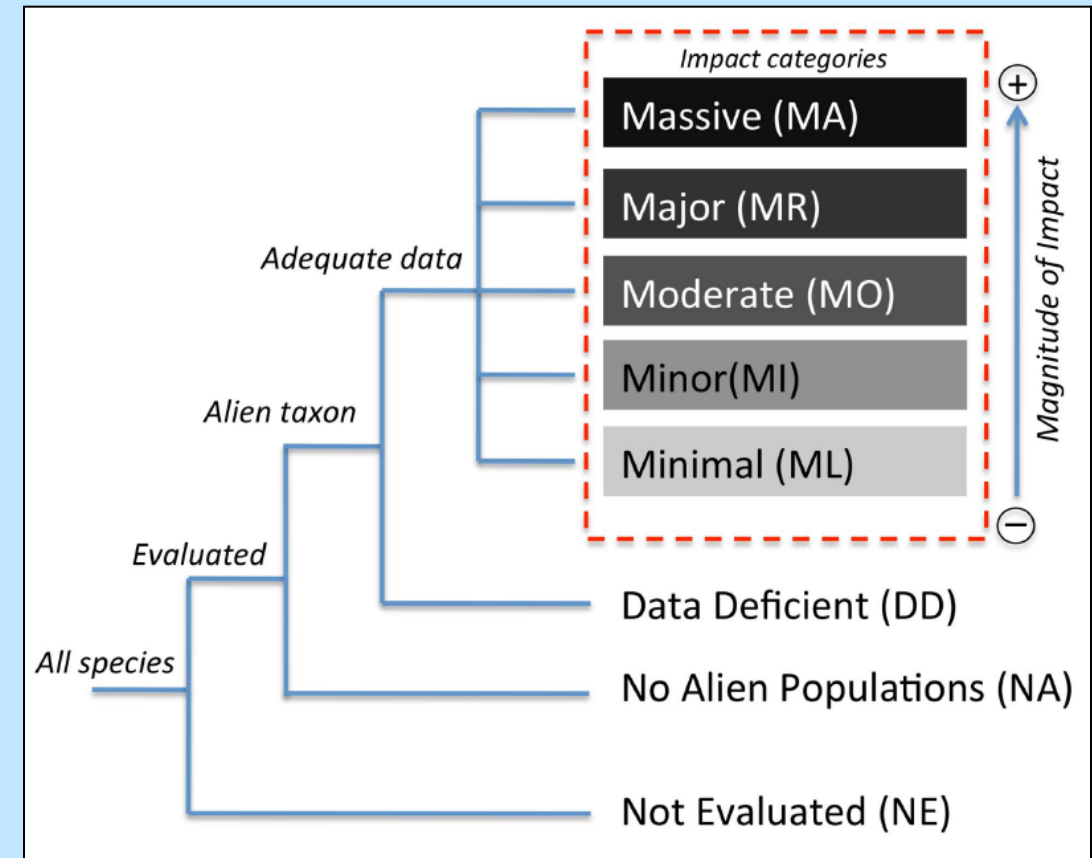 Impact categories
Massive (MA)
Major (MR)
Moderate (MO)
Minor(MI)
Minimal (ML)
+
Magnitude of Impact
−
Adequate data
Alien taxon
Evaluated
All species
Data Deficient (DD)
No Alien Populations (NA)
Not Evaluated (NE)